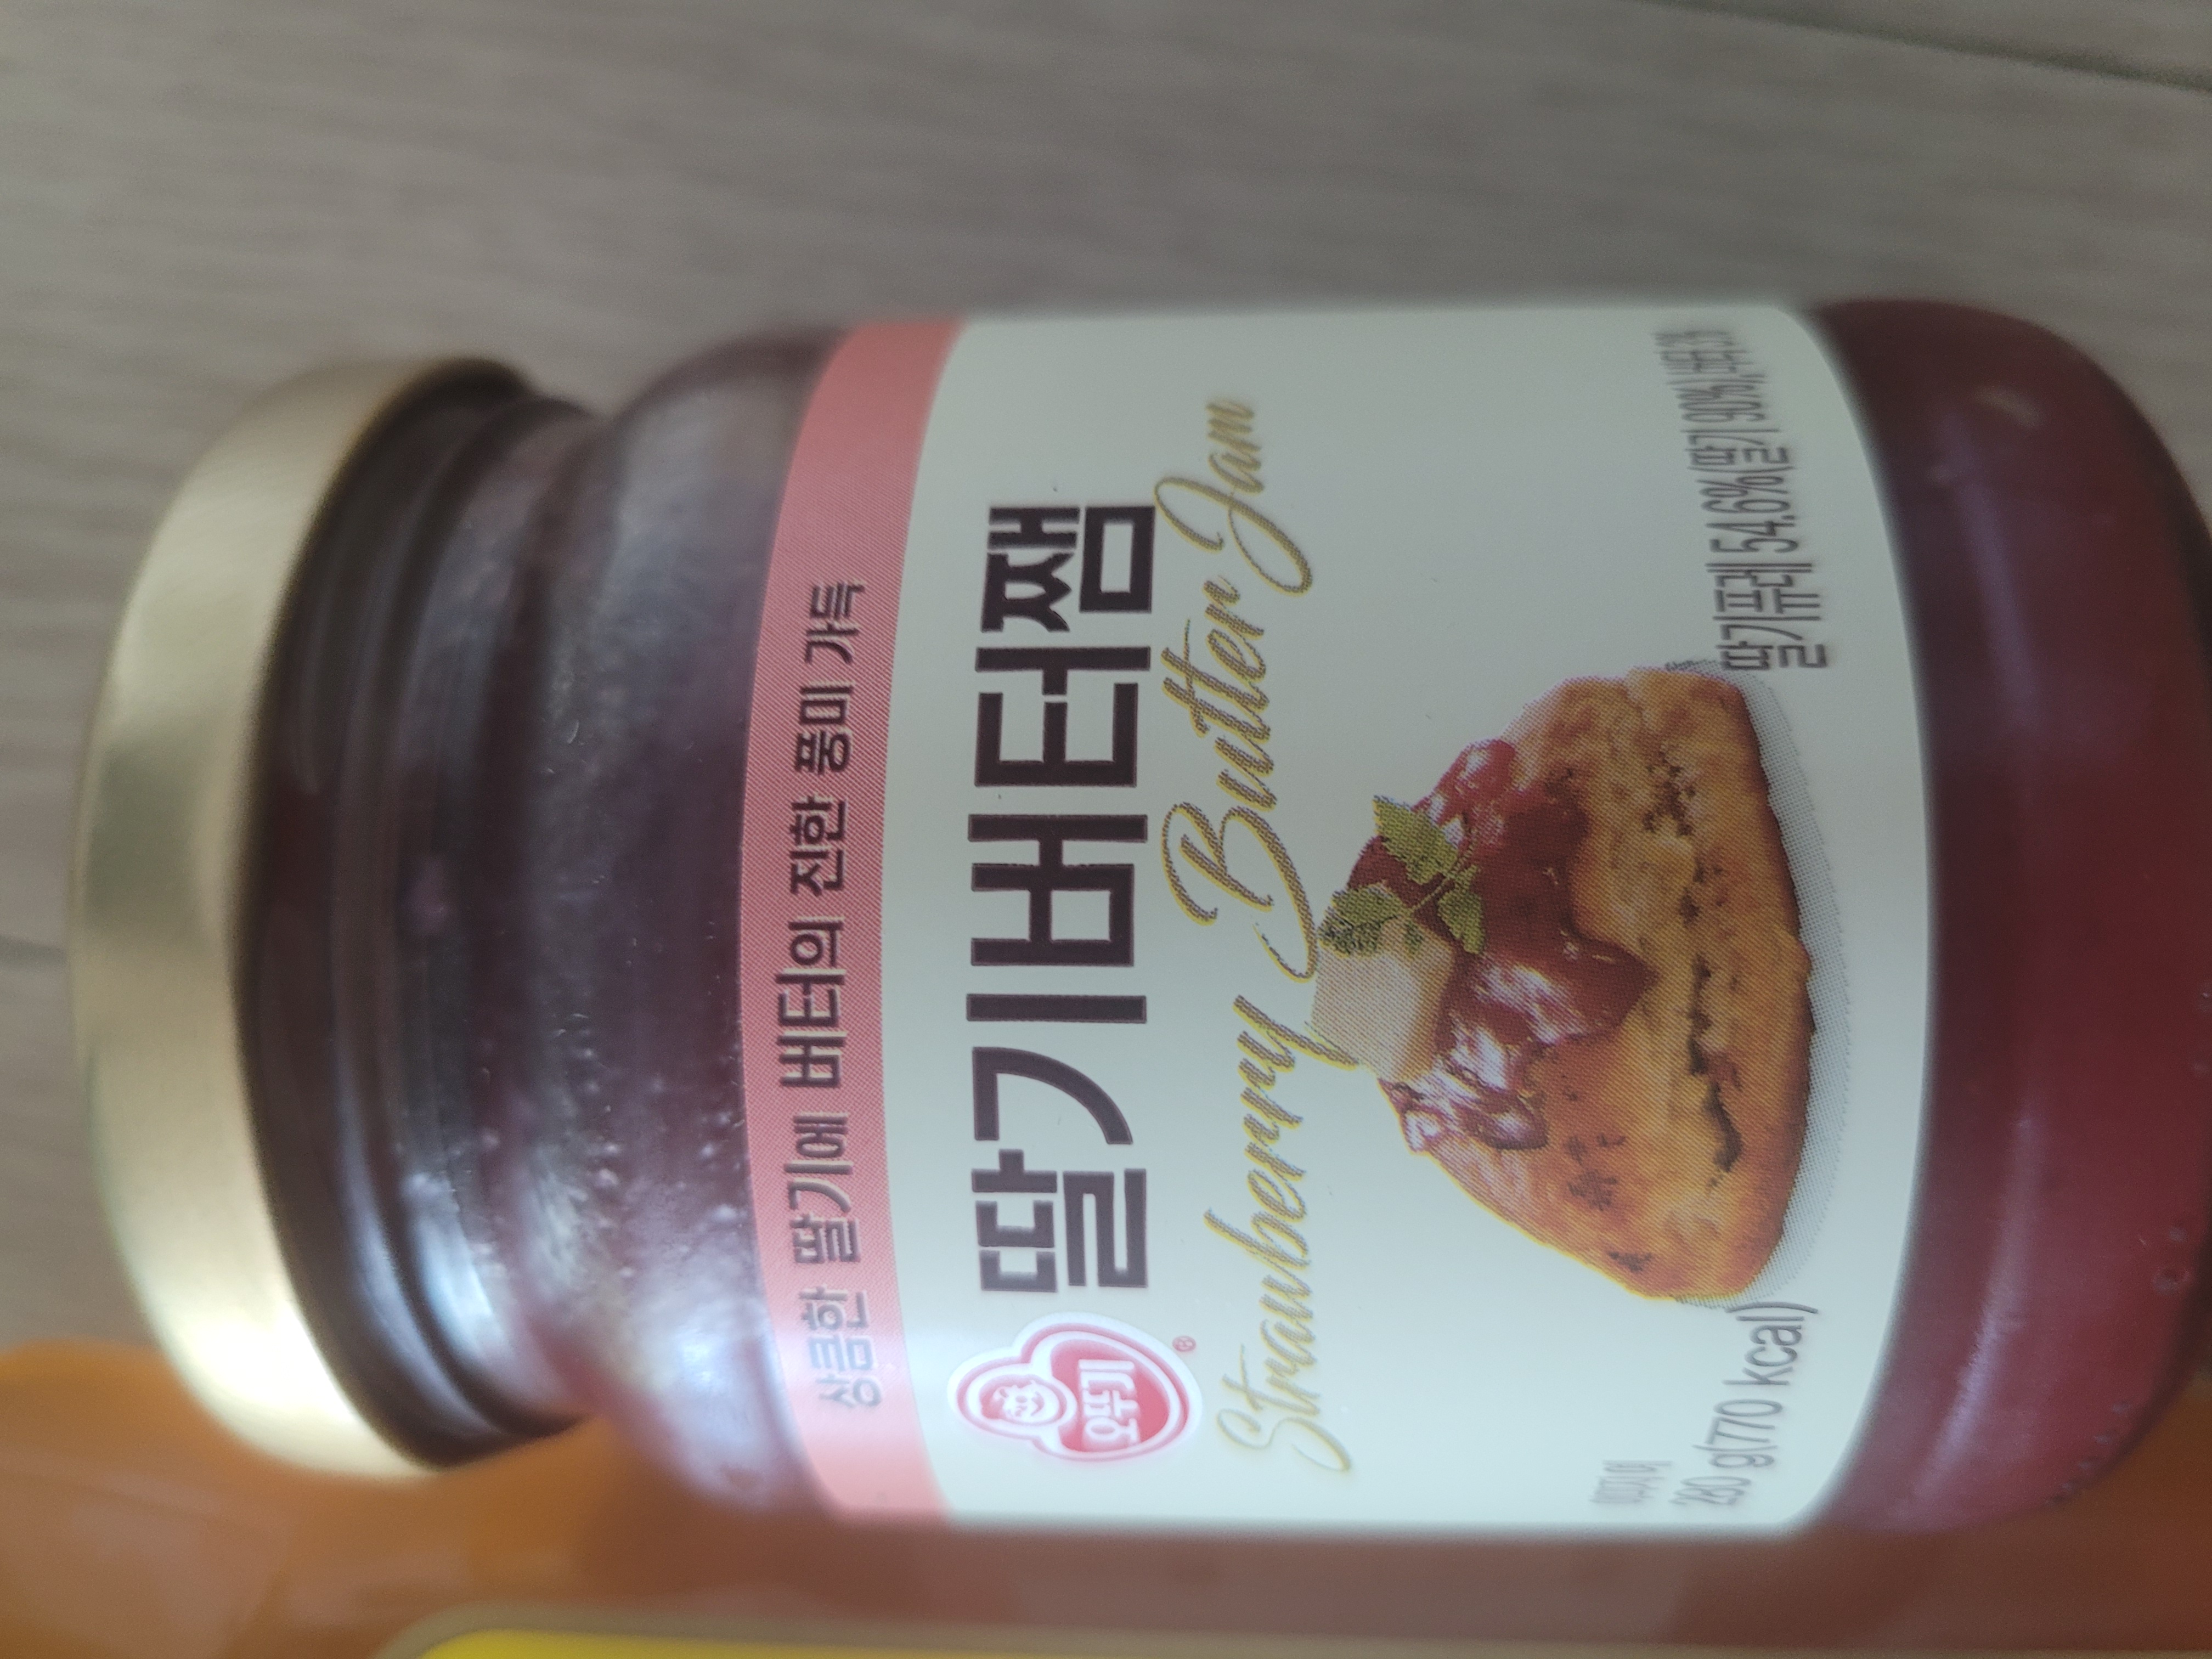 상큼한 딸기에 버터의 진한 풍미 가득
오뚜기
®
딸기버터쨈
Strawberry Butter Jam
280 g(770 kcal)
딸기퓨레 54.6%(딸기 90%),버터 3%